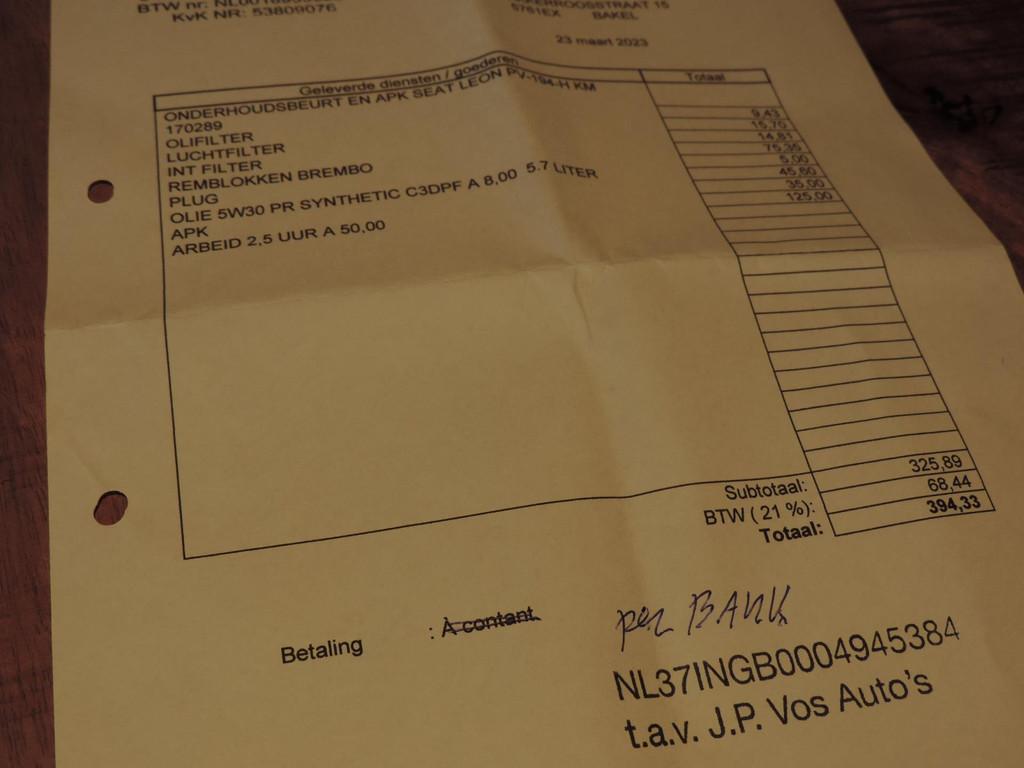 BTW nr:
KvK NR: 53809076
5761EX BAKEL
23 maart 2023
Geleverde diensten / goederen Totaal
ONDERHOUDSBEURT EN APK SEAT LEON PV-194-H KM
170289
OLIFILTER 9,43
LUCHTFILTER 15,70
INT FILTER 14,81
REMBLOKKEN BREMBO 75,35
PLUG 5,00
OLIE 5W30 PR SYNTHETIC C3DPF A 8,00 5.7 LITER 45,60
APK 35,00
ARBEID 2,5 UUR A 50,00 125,00
Subtotaal: 325,89
BTW ( 21 %): 68,44
Totaal: 394,33
Betaling : À contant
per BANK
NL37INGB0004945384
t.a.v. J.P. Vos Auto's